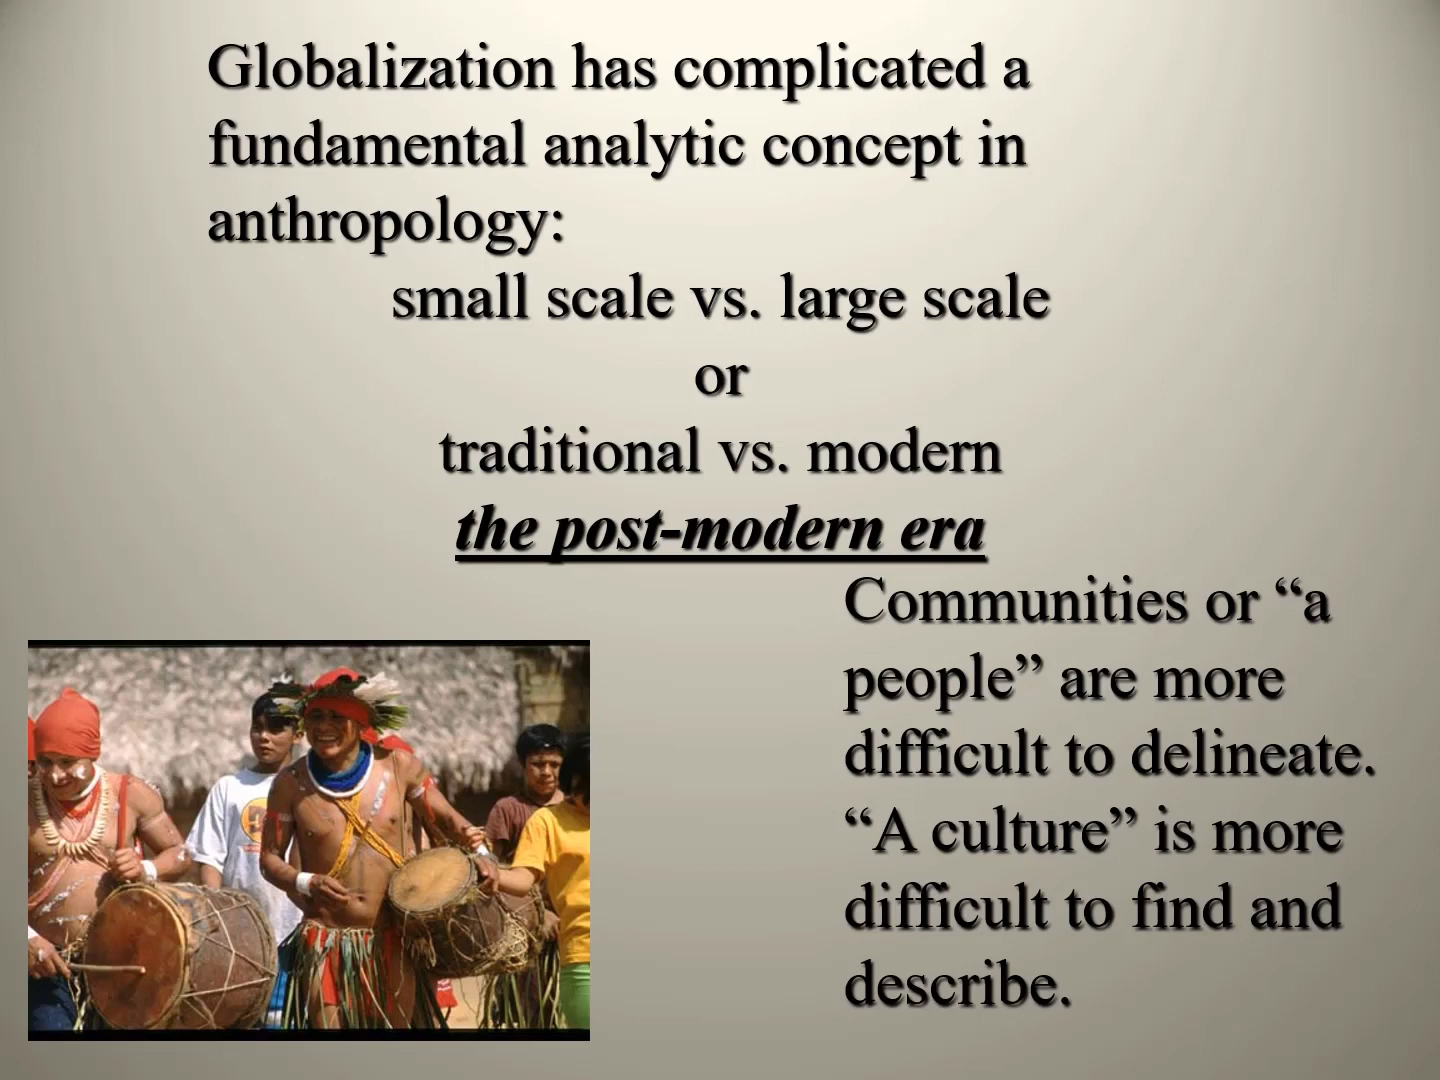 Globalization has complicated a
fundamental analytic concept in
anthropology:
small scale vs. large scale
or
traditional vs. modern
the post-modern era
Communities or “a
people” are more
difficult to delineate.
“A culture” is more
difficult to find and
describe.